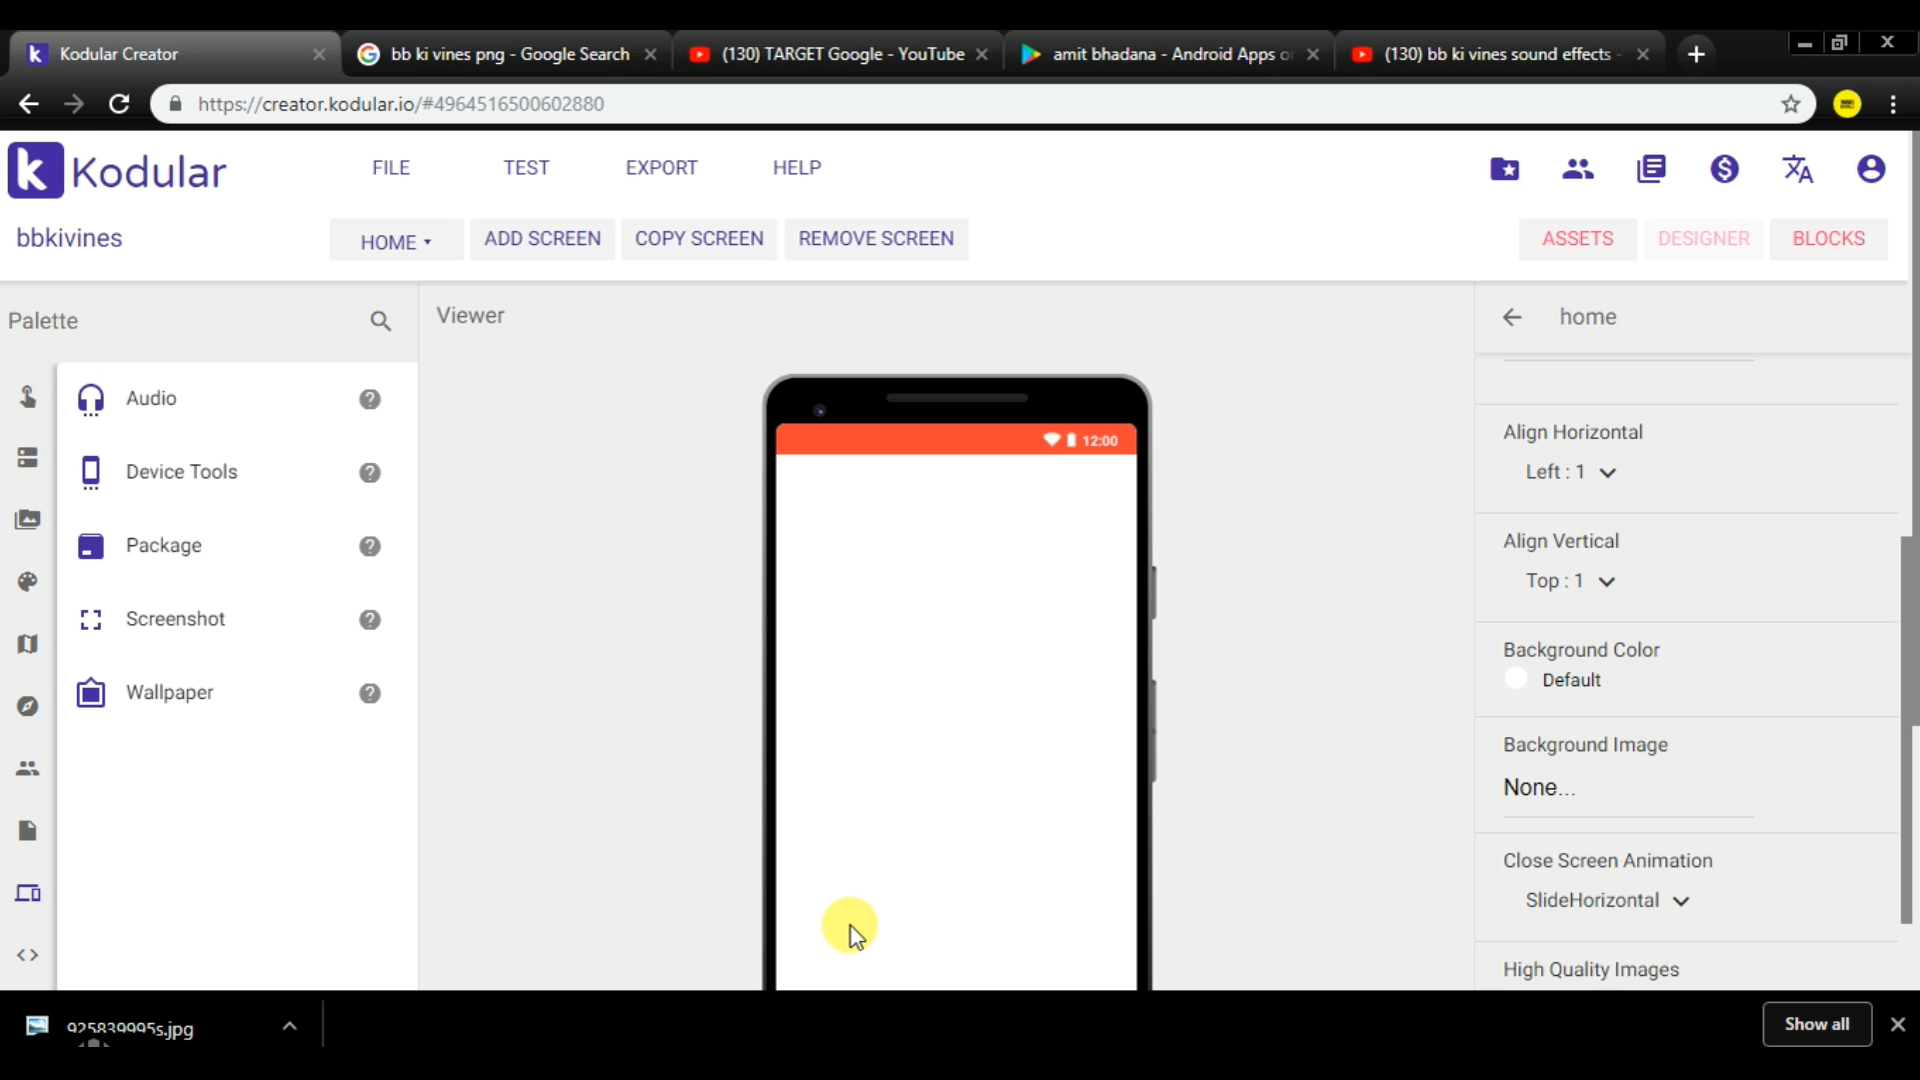 Kodular Creator
bb ki vines png - Google Search
(130) TARGET Google - YouTube
amit bhadana - Android Apps or
(130) bb ki vines sound effects -
https://creator.kodular.io/#4964516500602880
Kodular
FILE
TEST
EXPORT
HELP
bbkivines
HOME
ADD SCREEN
COPY SCREEN
REMOVE SCREEN
ASSETS
DESIGNER
BLOCKS
Palette
Viewer
home
Audio
Device Tools
Package
Screenshot
Wallpaper
12:00
Align Horizontal
Left : 1
Align Vertical
Top : 1
Background Color
Default
Background Image
None...
Close Screen Animation
SlideHorizontal
High Quality Images
925839995s.jpg
Show all